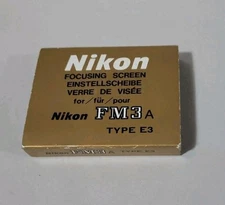 Nikon
FOCUSING SCREEN
EINSTELLSCHEIBE
VERRE DE VISÉE
for/für/pour
Nikon FM3A
TYPE E3